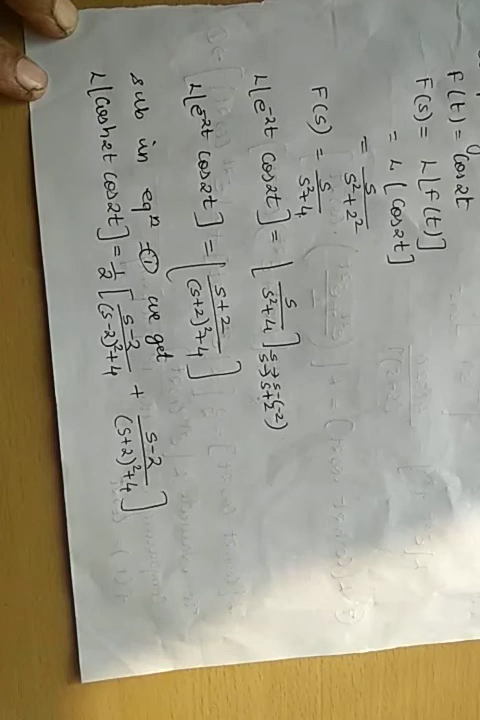 f(t) = cos2t
F(s) = L[f(t)]
= L[cos2t]
= s/s²+2²
F(s) = s/s²+4
L[e⁻²ᵗ cos2t] = [s/s²+4] s→s-(-2) s→s+2
L[e⁻²ᵗ cos2t] = [s+2/(s+2)²+4]
sub in eqⁿ -① we get
L[cosh2t cos2t] = 1/2 [s-2/(s-2)²+4 + s-2/(s+2)²+4]